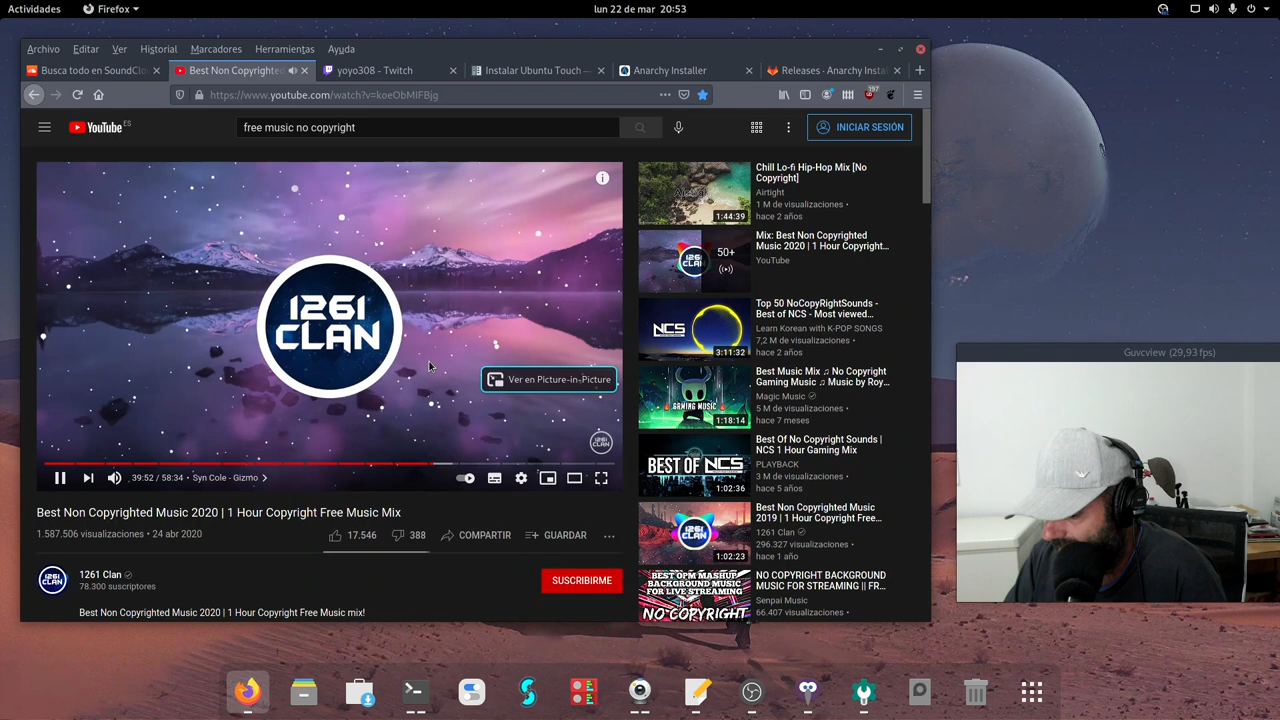 Actividades
Firefox
lun 22 de mar 20:53
Archivo Editar Ver Historial Marcadores Herramientas Ayuda
Busca todo en SoundClo
Best Non Copyrighted
yoyo308 - Twitch
Instalar Ubuntu Touch —
Anarchy Installer
Releases · Anarchy Insta
https://www.youtube.com/watch?v=koeObMIFBjg
197
YouTube ES
free music no copyright
INICIAR SESIÓN
1261
CLAN
Ver en Picture-in-Picture
39:52 / 58:34 · Syn Cole - Gizmo
Best Non Copyrighted Music 2020 | 1 Hour Copyright Free Music Mix
1.587.506 visualizaciones • 24 abr 2020
17.546
388
COMPARTIR
GUARDAR
1261 Clan
78.300 suscriptores
SUSCRIBIRME
Best Non Copyrighted Music 2020 | 1 Hour Copyright Free Music mix!
1:44:39
Chill Lo-fi Hip-Hop Mix [No
Copyright]
Airtight
1 M de visualizaciones •
hace 2 años
50+
Mix: Best Non Copyrighted
Music 2020 | 1 Hour Copyright...
YouTube
NCS
3:11:32
Top 50 NoCopyRightSounds -
Best of NCS - Most viewed...
Learn Korean with K-POP SONGS
7,2 M de visualizaciones •
hace 2 años
GAMING MUSIC
1:18:14
Best Music Mix ♫ No Copyright
Gaming Music ♫ Music by Roy...
Magic Music
5 M de visualizaciones •
hace 7 meses
BEST OF NCS
1:02:36
Best Of No Copyright Sounds |
NCS 1 Hour Gaming Mix
PLAYBACK
3 M de visualizaciones •
hace 5 años
1:02:23
Best Non Copyrighted Music
2019 | 1 Hour Copyright Free...
1261 Clan
296.327 visualizaciones •
hace 1 año
BEST OPM MASHUP
BACKGROUND MUSIC
FOR LIVE STREAMING
NO COPYRIGHT
NO COPYRIGHT BACKGROUND
MUSIC FOR STREAMING || FR...
Senpai Music
66.407 visualizaciones •
Guvcview (29,93 fps)